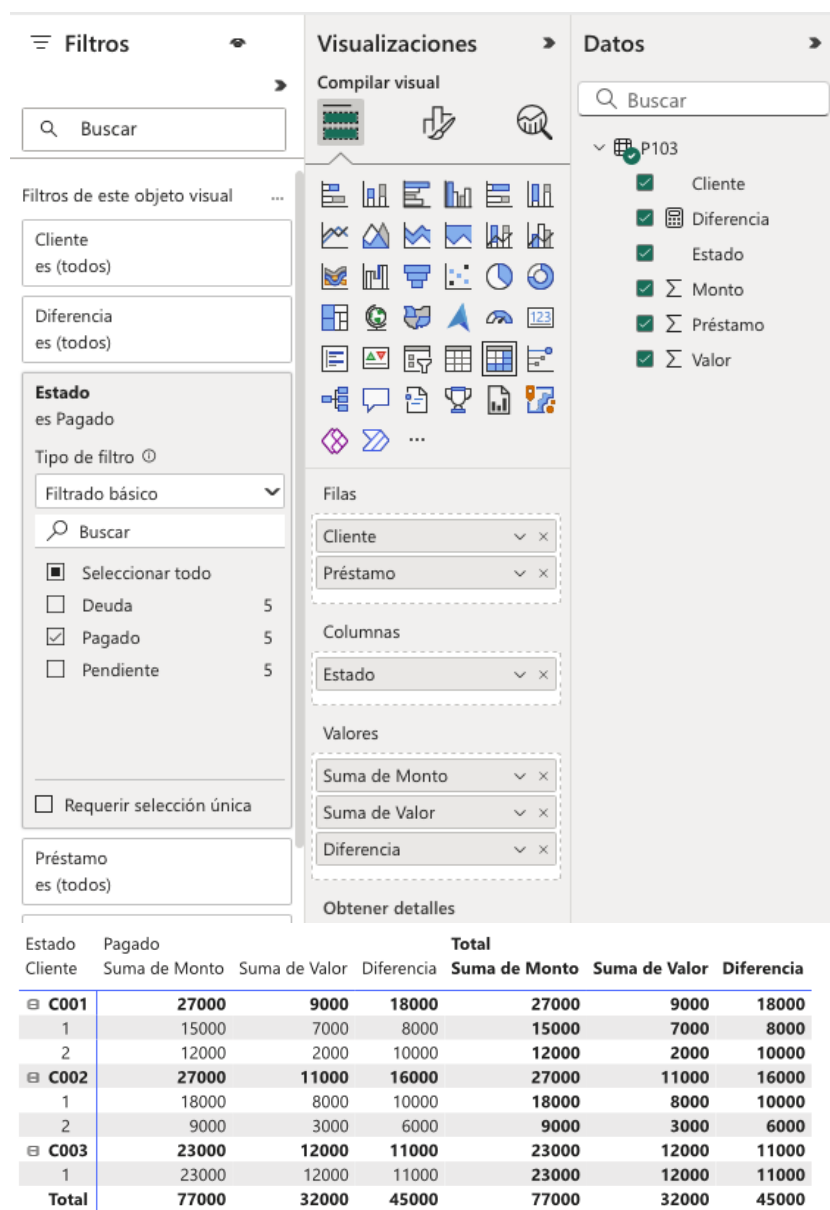 Filtros
Buscar
Filtros de este objeto visual ...
Cliente
es (todos)
Diferencia
es (todos)
Estado
es Pagado
Tipo de filtro
Filtrado básico
Buscar
Seleccionar todo
Deuda 5
Pagado 5
Pendiente 5
Requerir selección única
Préstamo
es (todos)
Visualizaciones
Compilar visual
123
...
Filas
Cliente
Préstamo
Columnas
Estado
Valores
Suma de Monto
Suma de Valor
Diferencia
Obtener detalles
Datos
Buscar
P103
Cliente
Diferencia
Estado
Monto
Préstamo
Valor
Estado Pagado Total
Cliente Suma de Monto Suma de Valor Diferencia Suma de Monto Suma de Valor Diferencia
C001 27000 9000 18000 27000 9000 18000
1 15000 7000 8000 15000 7000 8000
2 12000 2000 10000 12000 2000 10000
C002 27000 11000 16000 27000 11000 16000
1 18000 8000 10000 18000 8000 10000
2 9000 3000 6000 9000 3000 6000
C003 23000 12000 11000 23000 12000 11000
1 23000 12000 11000 23000 12000 11000
Total 77000 32000 45000 77000 32000 45000